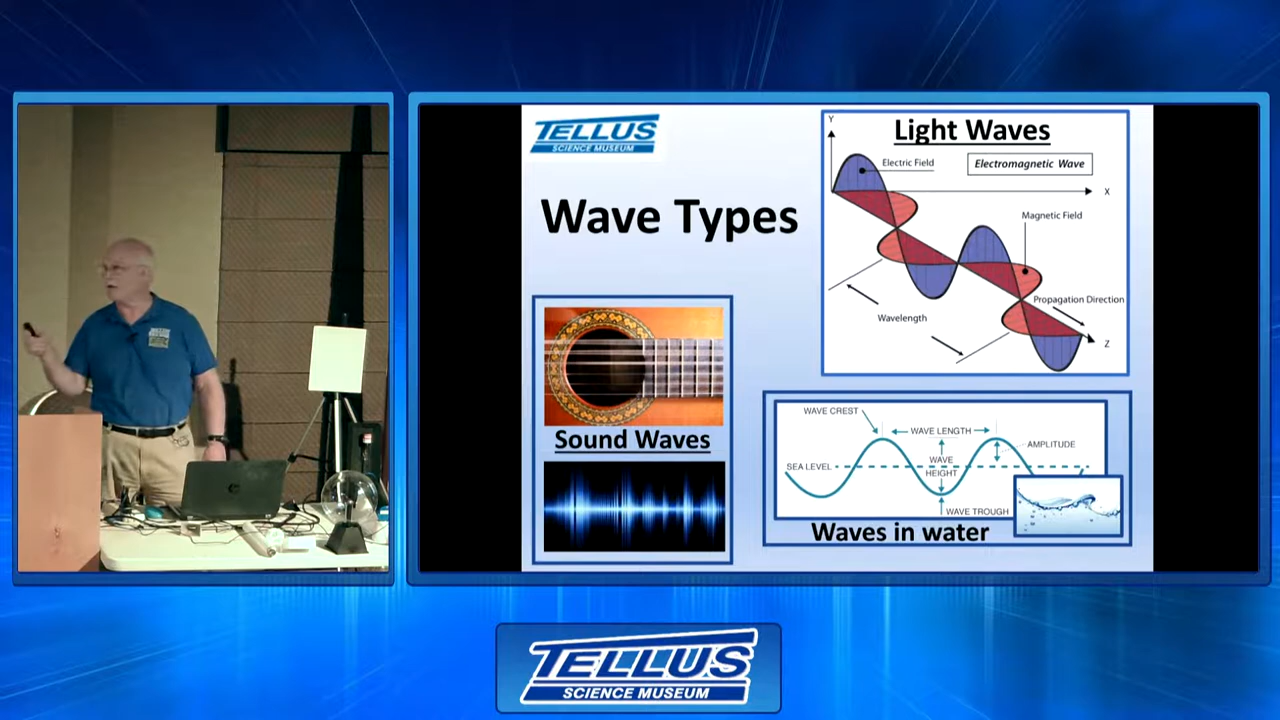 TELLUS
SCIENCE MUSEUM
Wave Types
Light Waves
Y
Electric Field
Electromagnetic Wave
X
Magnetic Field
Propagation Direction
Wavelength
Z
Sound Waves
WAVE CREST
WAVE LENGTH
AMPLITUDE
SEA LEVEL
WAVE
HEIGHT
WAVE TROUGH
Waves in water
TELLUS
TELLUS
SCIENCE MUSEUM